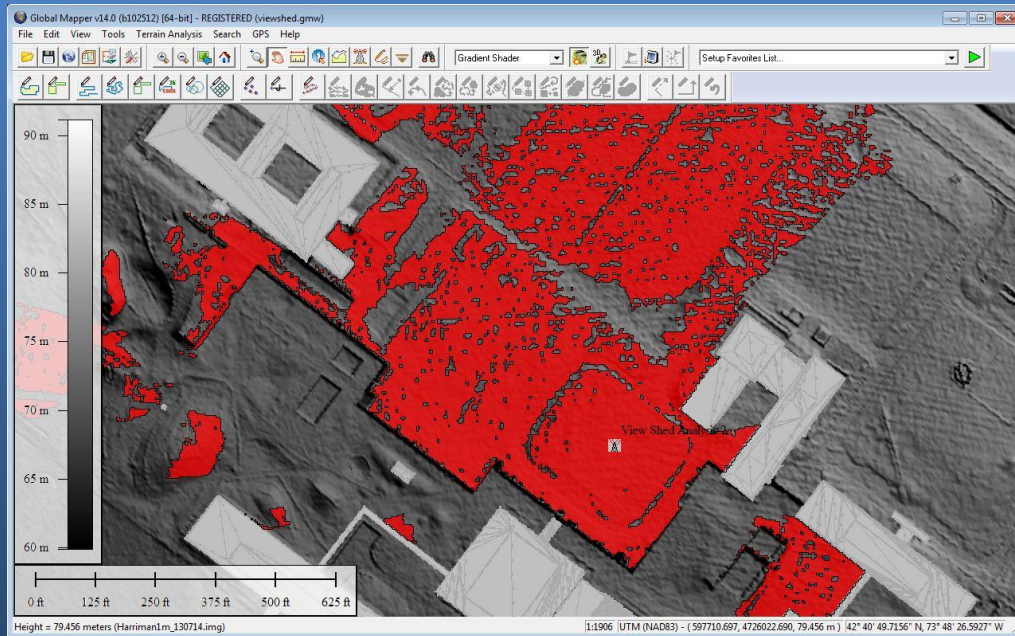 Global Mapper v14.0 (b102512) [64-bit] - REGISTERED (viewshed.gmw)
File Edit View Tools Terrain Analysis Search GPS Help
Gradient Shader
3D
Setup Favorites List...
90 m
85 m
80 m
75 m
70 m
65 m
60 m
View Shed Analysis 2
0 ft 125 ft 250 ft 375 ft 500 ft 625 ft
Height = 79.456 meters (Harriman1m_130714.img)
1:1906 UTM (NAD83) - ( 597710.697, 4726022.690, 79.456 m ) 42° 40' 49.7156" N, 73° 48' 26.5927" W